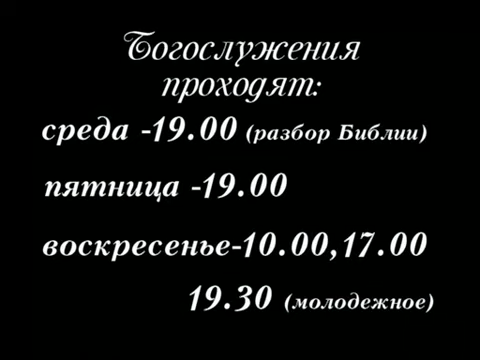 Богослужения
проходят:
среда -19.00 (разбор Библии)
пятница -19.00
воскресенье-10.00,17.00
19.30 (молодежное)